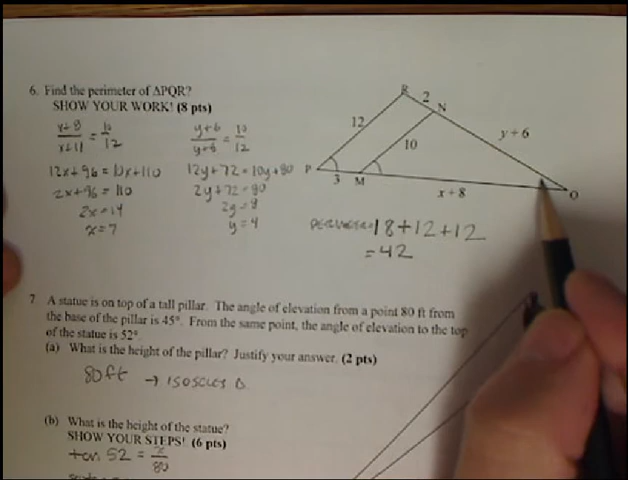 6. Find the perimeter of ΔPQR?
SHOW YOUR WORK! (8 pts)
x+8/x+11 = 10/12
12x+96=10x+110
2x+96=110
2x=14
x=7
y+6/y+8 = 10/12
12y+72=10y+80
2y+72=80
2y=8
y=4
R
2
N
12
y+6
10
P
3
M
x+8
Q
PERIMETER=18+12+12
=42
7. A statue is on top of a tall pillar. The angle of elevation from a point 80 ft from
the base of the pillar is 45°. From the same point, the angle of elevation to the top
of the statue is 52°.
(a) What is the height of the pillar? Justify your answer. (2 pts)
80ft → isosceles Δ
(b) What is the height of the statue?
SHOW YOUR STEPS! (6 pts)
tan 52 = x/80